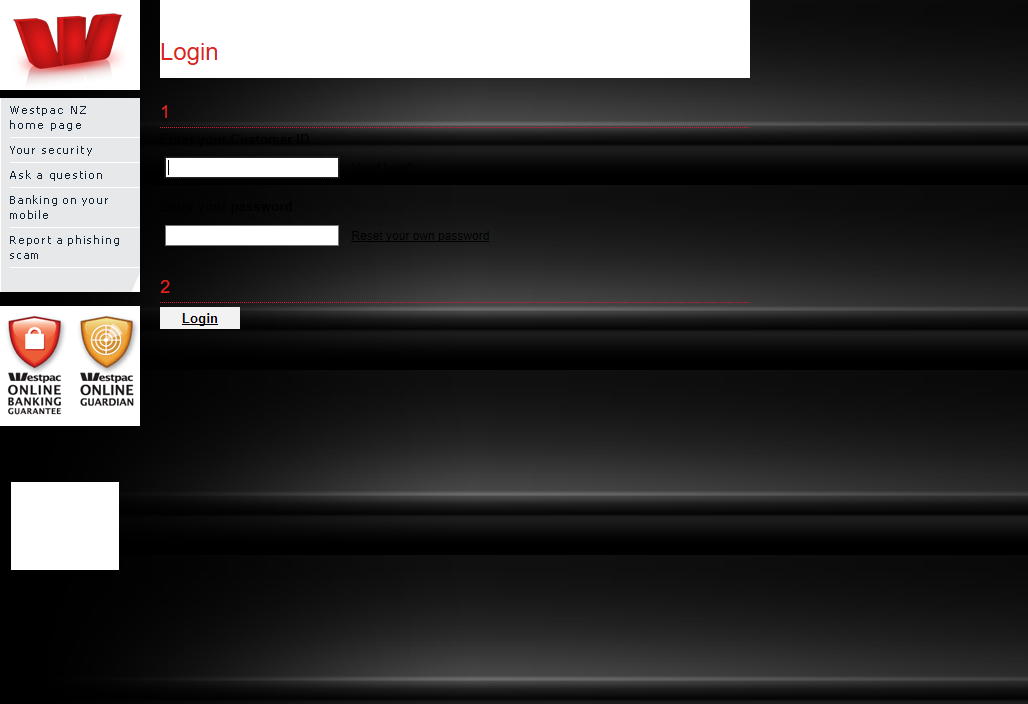 Westpac NZ
home page
Your security
Ask a question
Banking on your
mobile
Report a phishing
scam
Westpac
ONLINE
BANKING
GUARANTEE
Westpac
ONLINE
GUARDIAN
Login
1
Enter your Customer ID
Enter your password
Reset your own password
2
Login